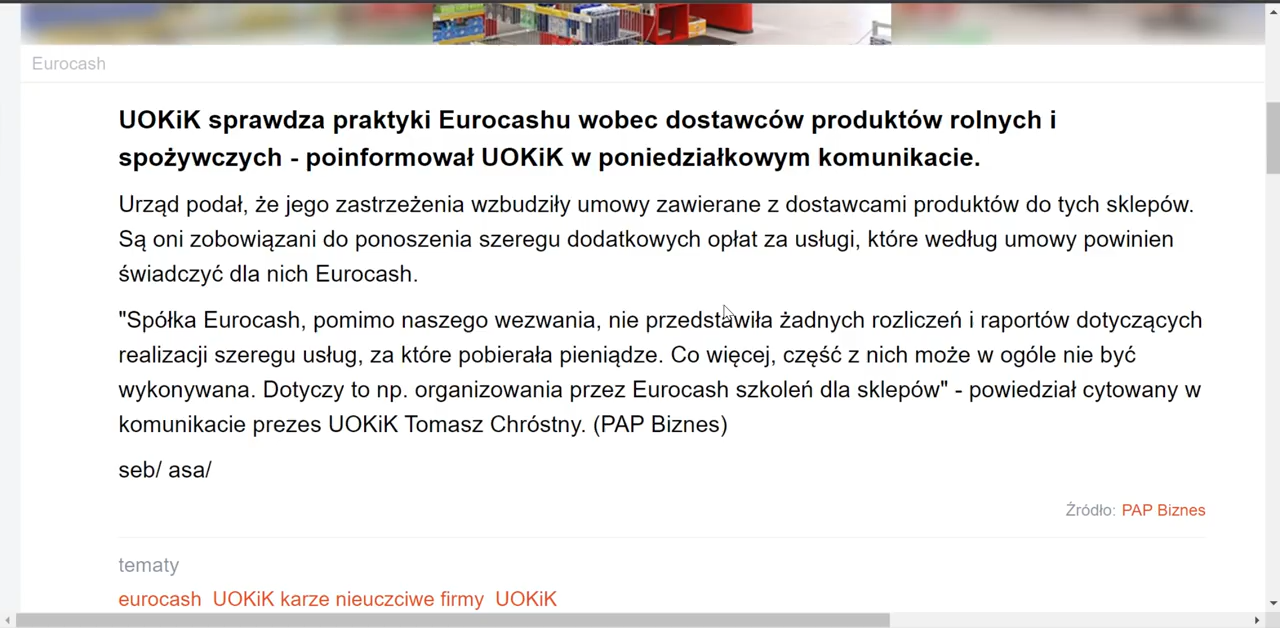 Eurocash
UOKiK sprawdza praktyki Eurocashu wobec dostawców produktów rolnych i
spożywczych - poinformował UOKiK w poniedziałkowym komunikacie.
Urząd podał, że jego zastrzeżenia wzbudziły umowy zawierane z dostawcami produktów do tych sklepów.
Są oni zobowiązani do ponoszenia szeregu dodatkowych opłat za usługi, które według umowy powinien
świadczyć dla nich Eurocash.
"Spółka Eurocash, pomimo naszego wezwania, nie przedstawiła żadnych rozliczeń i raportów dotyczących
realizacji szeregu usług, za które pobierała pieniądze. Co więcej, część z nich może w ogóle nie być
wykonywana. Dotyczy to np. organizowania przez Eurocash szkoleń dla sklepów" - powiedział cytowany w
komunikacie prezes UOKiK Tomasz Chróstny. (PAP Biznes)
seb/ asa/
Źródło: PAP Biznes
tematy
eurocash UOKiK karze nieuczciwe firmy UOKiK